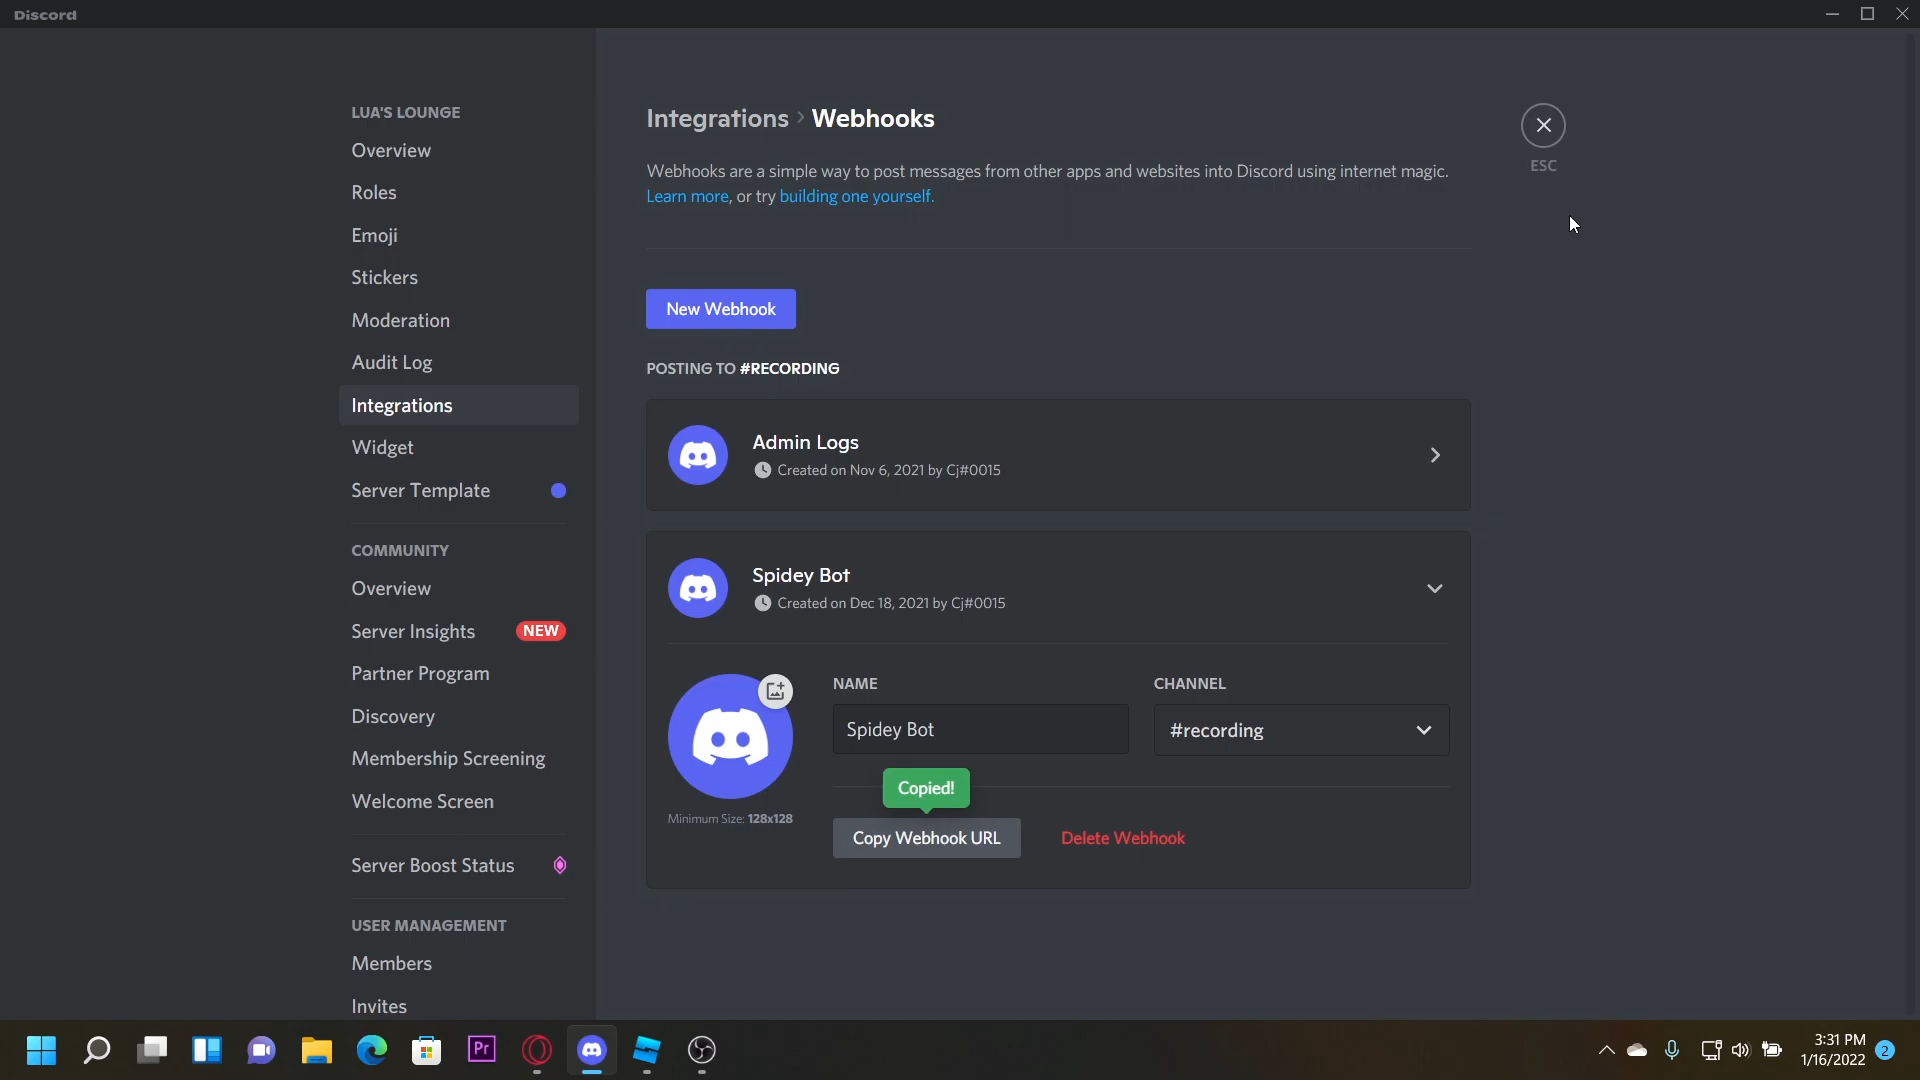 Discord
LUA'S LOUNGE
Overview
Roles
Emoji
Stickers
Moderation
Audit Log
Integrations
Widget
Server Template
COMMUNITY
Overview
Server Insights NEW
Partner Program
Discovery
Membership Screening
Welcome Screen
Server Boost Status
USER MANAGEMENT
Members
Invites
Integrations > Webhooks
Webhooks are a simple way to post messages from other apps and websites into Discord using internet magic.
Learn more, or try building one yourself.
ESC
New Webhook
POSTING TO #RECORDING
Admin Logs
Created on Nov 6, 2021 by Cj#0015
Spidey Bot
Created on Dec 18, 2021 by Cj#0015
NAME
Spidey Bot
CHANNEL
#recording
Minimum Size: 128x128
Copied!
Copy Webhook URL
Delete Webhook
Pr
3:31 PM
1/16/2022
2